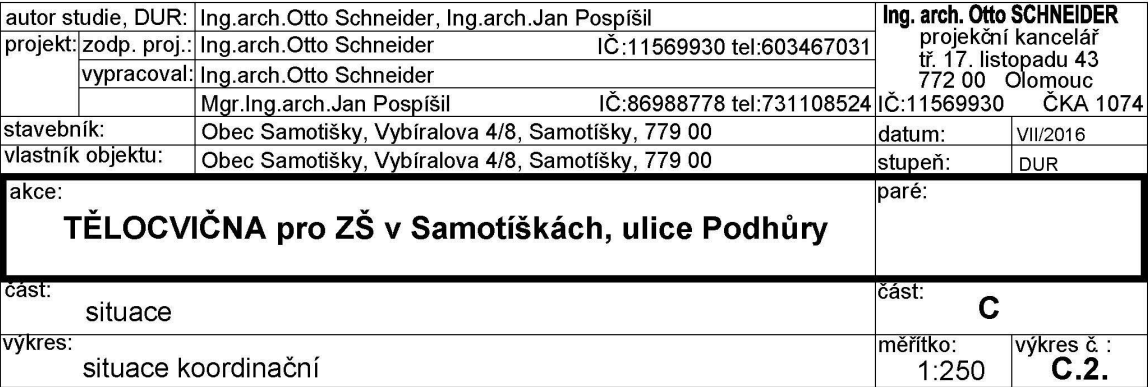 autor studie, DUR: Ing.arch.Otto Schneider, Ing.arch.Jan Pospíšil
projekt: zodp. proj.: Ing.arch.Otto Schneider IČ:11569930 tel:603467031
vypracoval: Ing.arch.Otto Schneider
Mgr.Ing.arch.Jan Pospíšil IČ:86988778 tel:731108524
Ing. arch. Otto SCHNEIDER
projekční kancelář
tř. 17. listopadu 43
772 00 Olomouc
IČ:11569930 ČKA 1074
stavebník: Obec Samotišky, Vybíralova 4/8, Samotíšky, 779 00
datum: VII/2016
vlastník objektu: Obec Samotišky, Vybíralova 4/8, Samotíšky, 779 00
stupeň: DUR
akce:
TĚLOCVIČNA pro ZŠ v Samotíškách, ulice Podhůry
paré:
část:
situace
část:
C
výkres:
situace koordinační
měřítko:
1:250
výkres č. :
C.2.